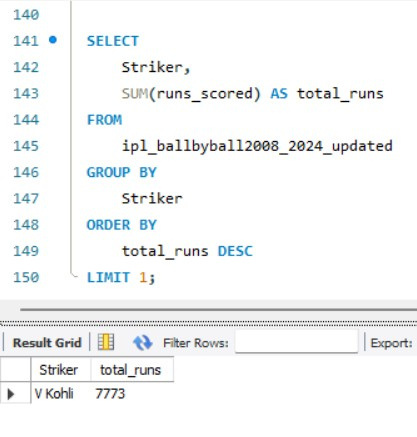 140
141 SELECT
142 Striker,
143 SUM(runs_scored) AS total_runs
144 FROM
145 ipl_ballbyball2008_2024_updated
146 GROUP BY
147 Striker
148 ORDER BY
149 total_runs DESC
150 LIMIT 1;
Result Grid Filter Rows: Export:
Striker total_runs
V Kohli 7773